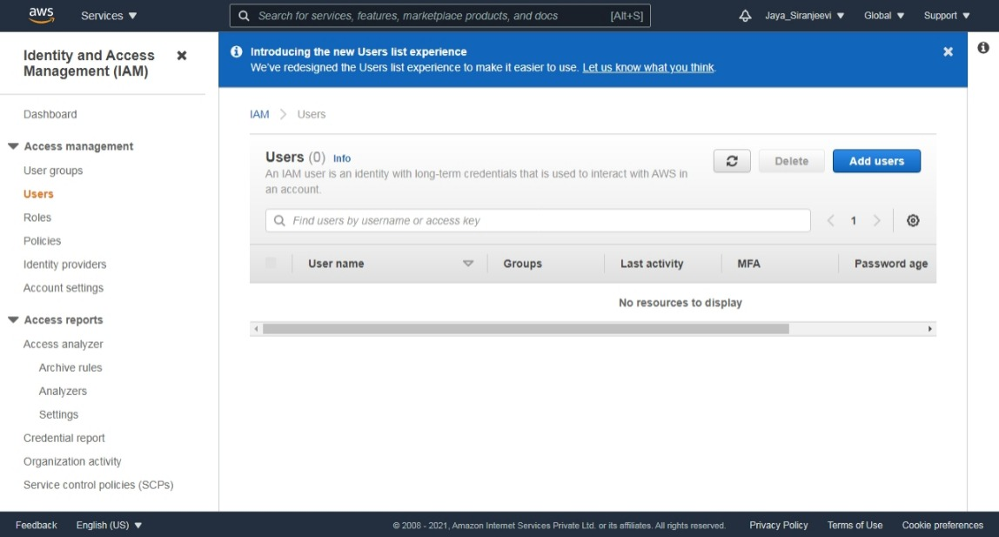 aws
Services
Search for services, features, marketplace products, and docs
[Alt+S]
Jaya_Siranjeevi
Global
Support
Identity and Access
Management (IAM)
Dashboard
Access management
User groups
Users
Roles
Policies
Identity providers
Account settings
Access reports
Access analyzer
Archive rules
Analyzers
Settings
Credential report
Organization activity
Service control policies (SCPs)
Introducing the new Users list experience
We've redesigned the Users list experience to make it easier to use. Let us know what you think.
IAM
Users
Users (0) Info
An IAM user is an identity with long-term credentials that is used to interact with AWS in
an account.
Delete
Add users
Find users by username or access key
1
User name
Groups
Last activity
MFA
Password age
No resources to display
Feedback
English (US)
© 2008 - 2021, Amazon Internet Services Private Ltd. or its affiliates. All rights reserved.
Privacy Policy
Terms of Use
Cookie preferences